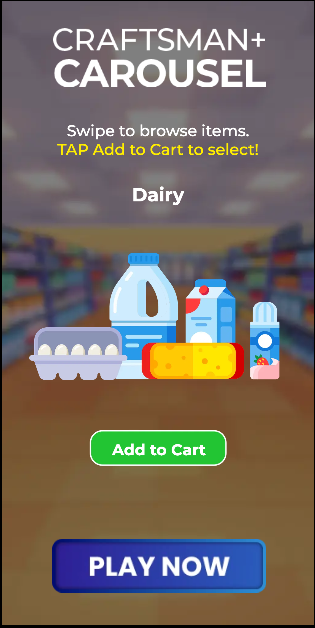 CRAFTSMAN+
CAROUSEL
Swipe to browse items.
TAP Add to Cart to select!
Dairy
Add to Cart
PLAY NOW